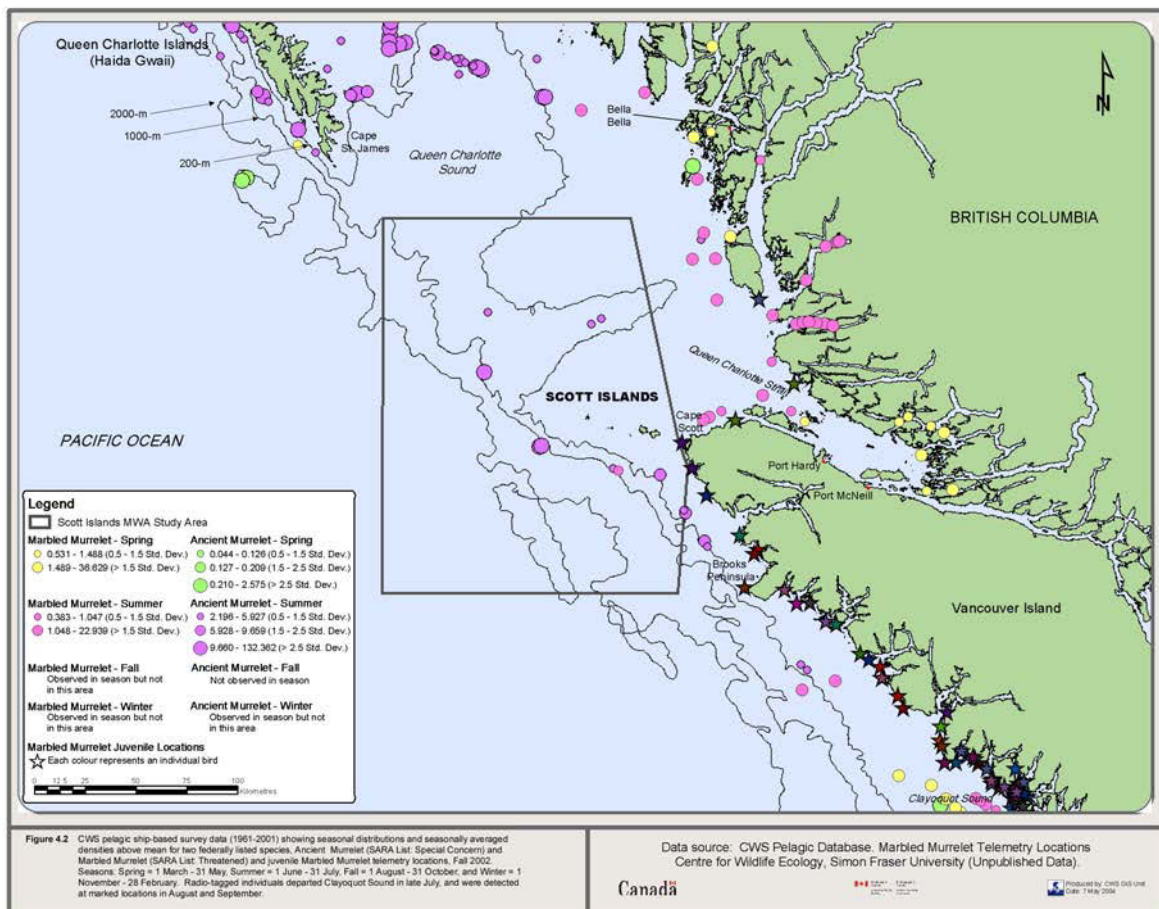 Queen Charlotte Islands
(Haida Gwaii)
2000-m
1000-m
200-m
Cape
St. James
Queen Charlotte
Sound
Bella
Bella
N
BRITISH COLUMBIA
Queen Charlotte Strait
SCOTT ISLANDS
Cape
Scott
PACIFIC OCEAN
Port Hardy
Port McNeill
Brooks
Peninsula
Vancouver Island
Clayoquot Sound
Legend
Scott Islands MWA Study Area
Marbled Murrelet - Spring
0.531 - 1.488 (0.5 - 1.5 Std. Dev.)
1.489 - 36.629 (> 1.5 Std. Dev.)
Ancient Murrelet - Spring
0.044 - 0.126 (0.5 - 1.5 Std. Dev.)
0.127 - 0.209 (1.5 - 2.5 Std. Dev.)
0.210 - 2.575 (> 2.5 Std. Dev.)
Marbled Murrelet - Summer
0.383 - 1.047 (0.5 - 1.5 Std. Dev.)
1.048 - 22.939 (> 1.5 Std. Dev.)
Ancient Murrelet - Summer
2.196 - 5.927 (0.5 - 1.5 Std. Dev.)
5.928 - 9.659 (1.5 - 2.5 Std. Dev.)
9.660 - 132.362 (> 2.5 Std. Dev.)
Marbled Murrelet - Fall
Observed in season but not
in this area
Ancient Murrelet - Fall
Not observed in season
Marbled Murrelet - Winter
Observed in season but not
in this area
Ancient Murrelet - Winter
Observed in season but not
in this area
Marbled Murrelet Juvenile Locations
Each colour represents an individual bird
0 12.5 25 50 75 100
Kilometres
Figure 4.2 CWS pelagic ship-based survey data (1961-2001) showing seasonal distributions and seasonally averaged
densities above mean for two federally listed species, Ancient Murrelet (SARA List: Special Concern) and
Marbled Murrelet (SARA List: Threatened) and juvenile Marbled Murrelet telemetry locations, Fall 2002.
Seasons: Spring = 1 March - 31 May, Summer = 1 June - 31 July, Fall = 1 August - 31 October, and Winter = 1
November - 28 February. Radio-tagged individuals departed Clayoquot Sound in late July, and were detected
at marked locations in August and September.
Data source: CWS Pelagic Database. Marbled Murrelet Telemetry Locations
Centre for Wildlife Ecology, Simon Fraser University (Unpublished Data).
Canada
Produced by: CWS GIS Unit
Date: 7 May 2004